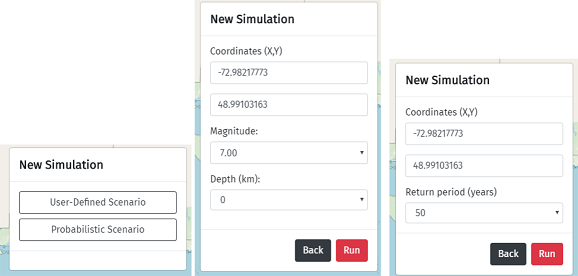 New Simulation
User-Defined Scenario
Probabilistic Scenario
New Simulation
Coordinates (X,Y)
-72.98217773
48.99103163
Magnitude:
7.00
Depth (km):
0
Back Run
New Simulation
Coordinates (X,Y)
-72.98217773
48.99103163
Return period (years)
50
Back Run